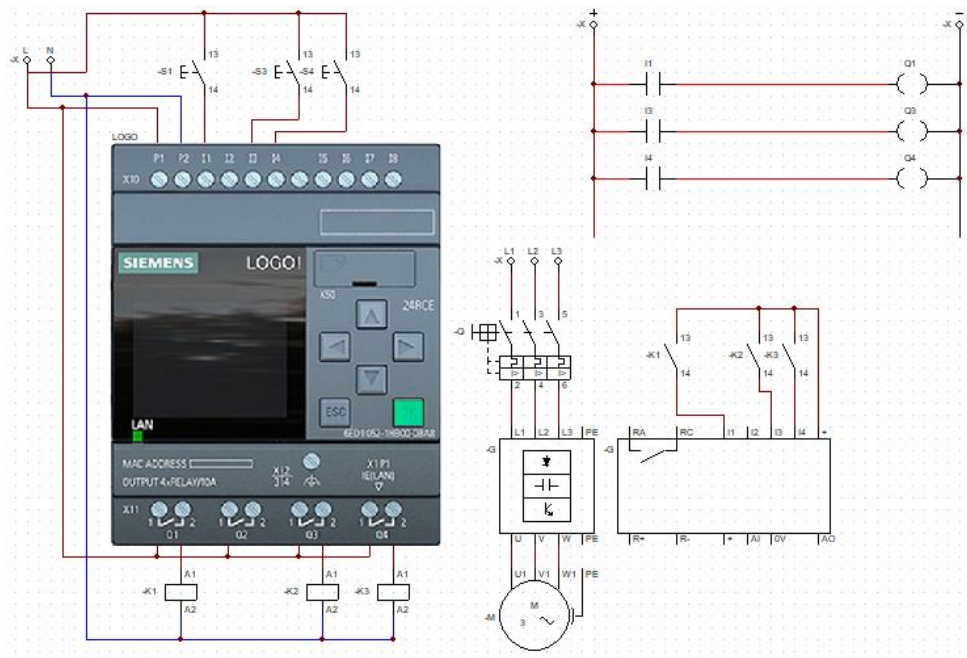 -X L N
13 13 13
-S1 -S3 -S4
14 14 14
LOGO
P1 P2 I1 I2 I3 I4 I5 I6 I7 I8
X10
SIEMENS LOGO!
X50
24RCE
ESC OK
LAN
6ED1 052-1HB00-0BA8
MAC ADDRESS
OUTPUT 4xRELAY/10A
X12
3.1.4
X1P1
IE(LAN)
X11
1 2 1 2 1 2 1 2
Q1 Q2 Q3 Q4
A1 A1 A1
-K1 -K2 -K3
A2 A2 A2
-X + -X -
I1 Q1
I3 Q3
I4 Q4
L1 L2 L3
-X
1 3 5
-Q
I> I> I>
2 4 6
L1 L2 L3 PE
-G
U V W PE
U1 V1 W1 PE
-M M
3
13 13 13
-K1 -K2 -K3
14 14 14
RA RC I1 I2 I3 I4 +
-G
R+ R- + AI 0V AO